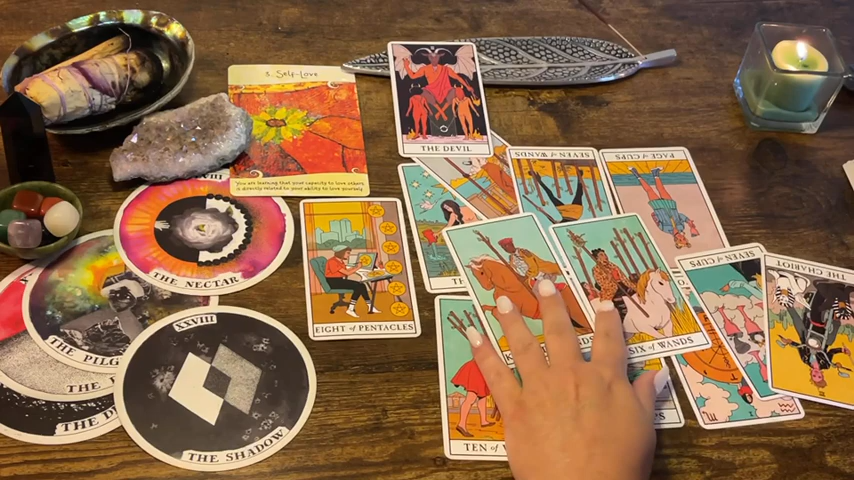 3. Self-Love
You are learning that your capacity to love others
is directly related to your ability to love yourself.
THE DEVIL
SEVEN of WANDS
PAGE of CUPS
VIII
THE NECTAR
THE
EIGHT of PENTACLES
SIX of WANDS
SEVEN of CUPS
THE CHARIOT
THE
THE
XXVIII
THE SHADOW
TEN of